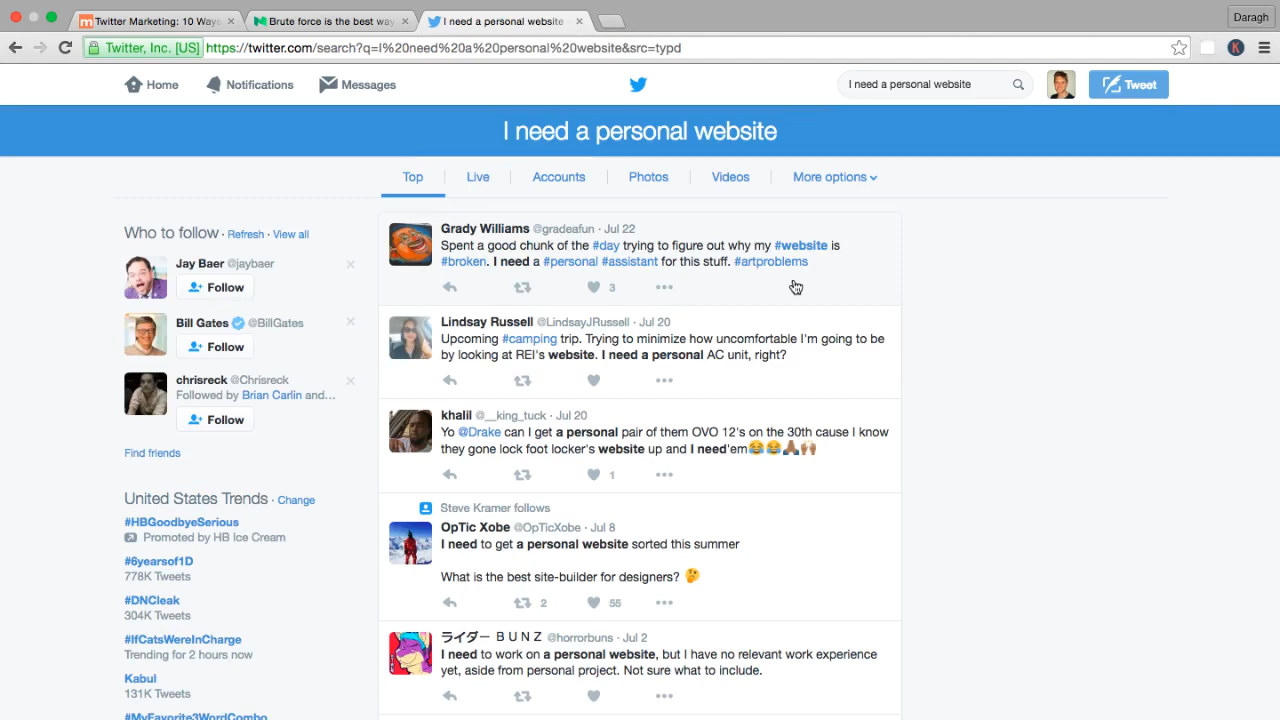 Twitter Marketing: 10 Ways
Brute force is the best way
I need a personal website
Daragh
Twitter, Inc. [US] https://twitter.com/search?q=I%20need%20a%20personal%20website&src=typd
K
Home
Notifications
Messages
I need a personal website
Tweet
I need a personal website
Top
Live
Accounts
Photos
Videos
More options
Who to follow · Refresh · View all
Jay Baer @jaybaer
Follow
Bill Gates @BillGates
Follow
chrisreck @Chrisreck
Followed by Brian Carlin and...
Follow
Find friends
United States Trends · Change
#HBGoodbyeSerious
Promoted by HB Ice Cream
#6yearsof1D
778K Tweets
#DNCleak
304K Tweets
#IfCatsWereInCharge
Trending for 2 hours now
Kabul
131K Tweets
#MyFavorite3WordCombo
Grady Williams @gradeafun · Jul 22
Spent a good chunk of the #day trying to figure out why my #website is
#broken. I need a #personal #assistant for this stuff. #artproblems
3
Lindsay Russell @LindsayJRussell · Jul 20
Upcoming #camping trip. Trying to minimize how uncomfortable I'm going to be
by looking at REI's website. I need a personal AC unit, right?
khalil @__king_tuck · Jul 20
Yo @Drake can I get a personal pair of them OVO 12's on the 30th cause I know
they gone lock foot locker's website up and I need'em😂😂🙏🏾🙌🏾
1
Steve Kramer follows
OpTic Xobe @OpTicXobe · Jul 8
I need to get a personal website sorted this summer
What is the best site-builder for designers? 🤔
2
55
ライダー ＢＵＮＺ @horrorbuns · Jul 2
I need to work on a personal website, but I have no relevant work experience
yet, aside from personal project. Not sure what to include.